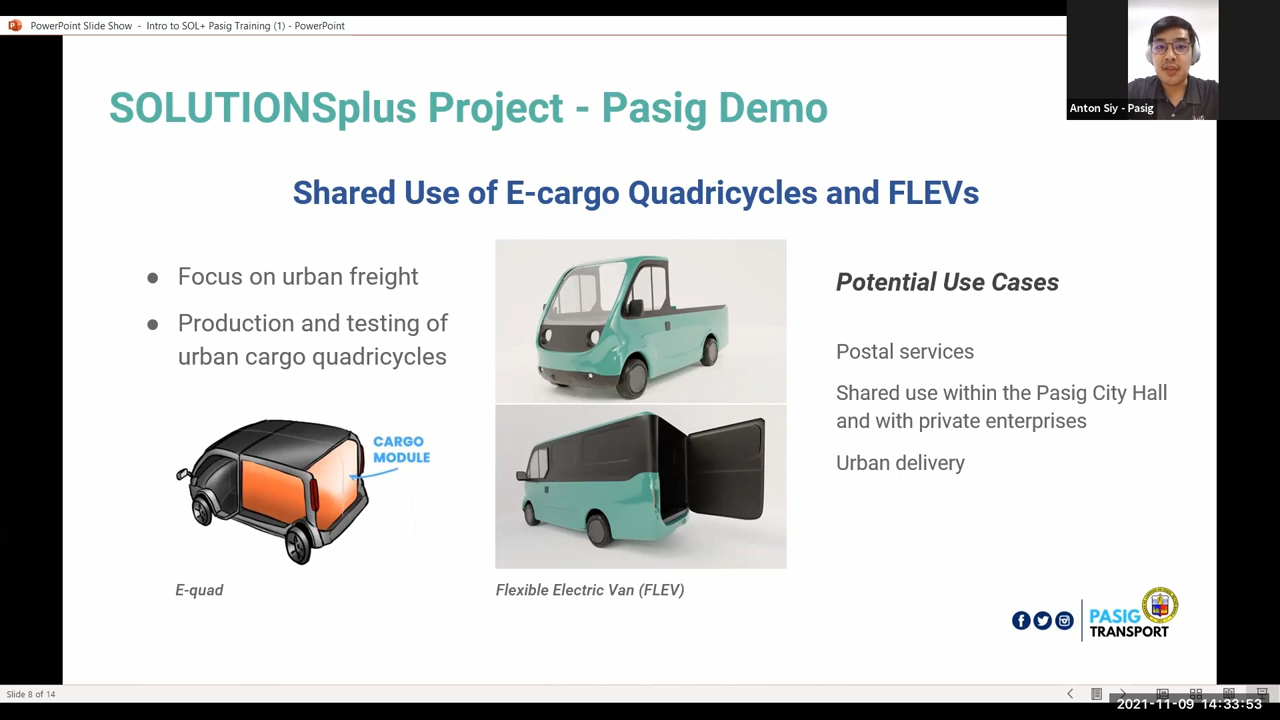 PowerPoint Slide Show - Intro to SOL+ Pasig Training (1) - PowerPoint
Anton Siy - Pasig
SOLUTIONSplus Project - Pasig Demo
Shared Use of E-cargo Quadricycles and FLEVs
● Focus on urban freight
● Production and testing of
urban cargo quadricycles
CARGO
MODULE
E-quad
Flexible Electric Van (FLEV)
Potential Use Cases
Postal services
Shared use within the Pasig City Hall
and with private enterprises
Urban delivery
PASIG
TRANSPORT
Slide 8 of 14
2021-11-09 14:33:53